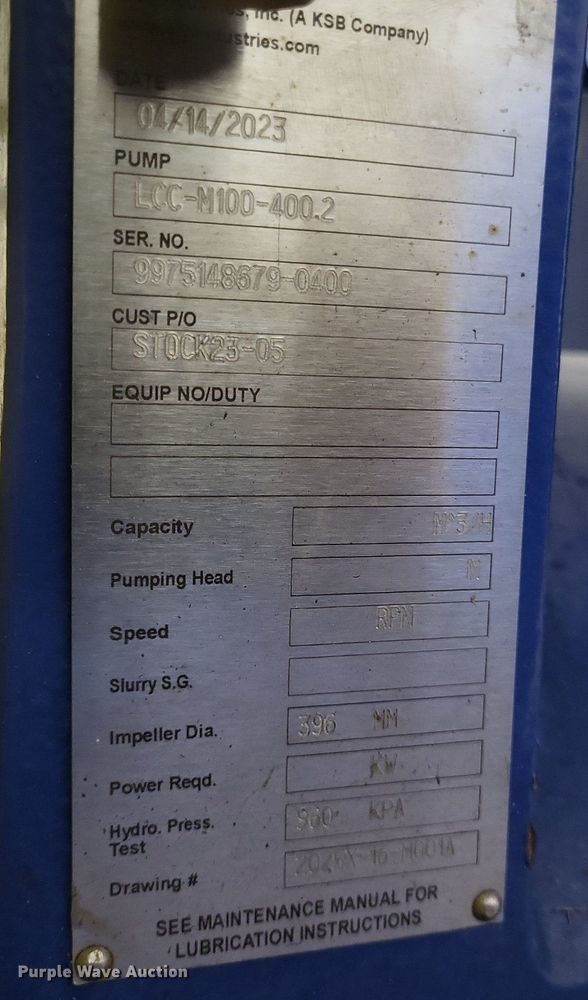 Inc. (A KSB Company)
DATE
04/14/2023
PUMP
LCC-M100-400.2
SER. NO.
9975148679-0400
CUST P/O
STOCK23-05
EQUIP NO/DUTY
Capacity M^3/H
Pumping Head M
Speed RPM
Slurry S.G.
Impeller Dia. 396 MM
Power Reqd. KW
Hydro. Press. KPA
Test
Drawing #
SEE MAINTENANCE MANUAL FOR
LUBRICATION INSTRUCTIONS
Purple Wave Auction